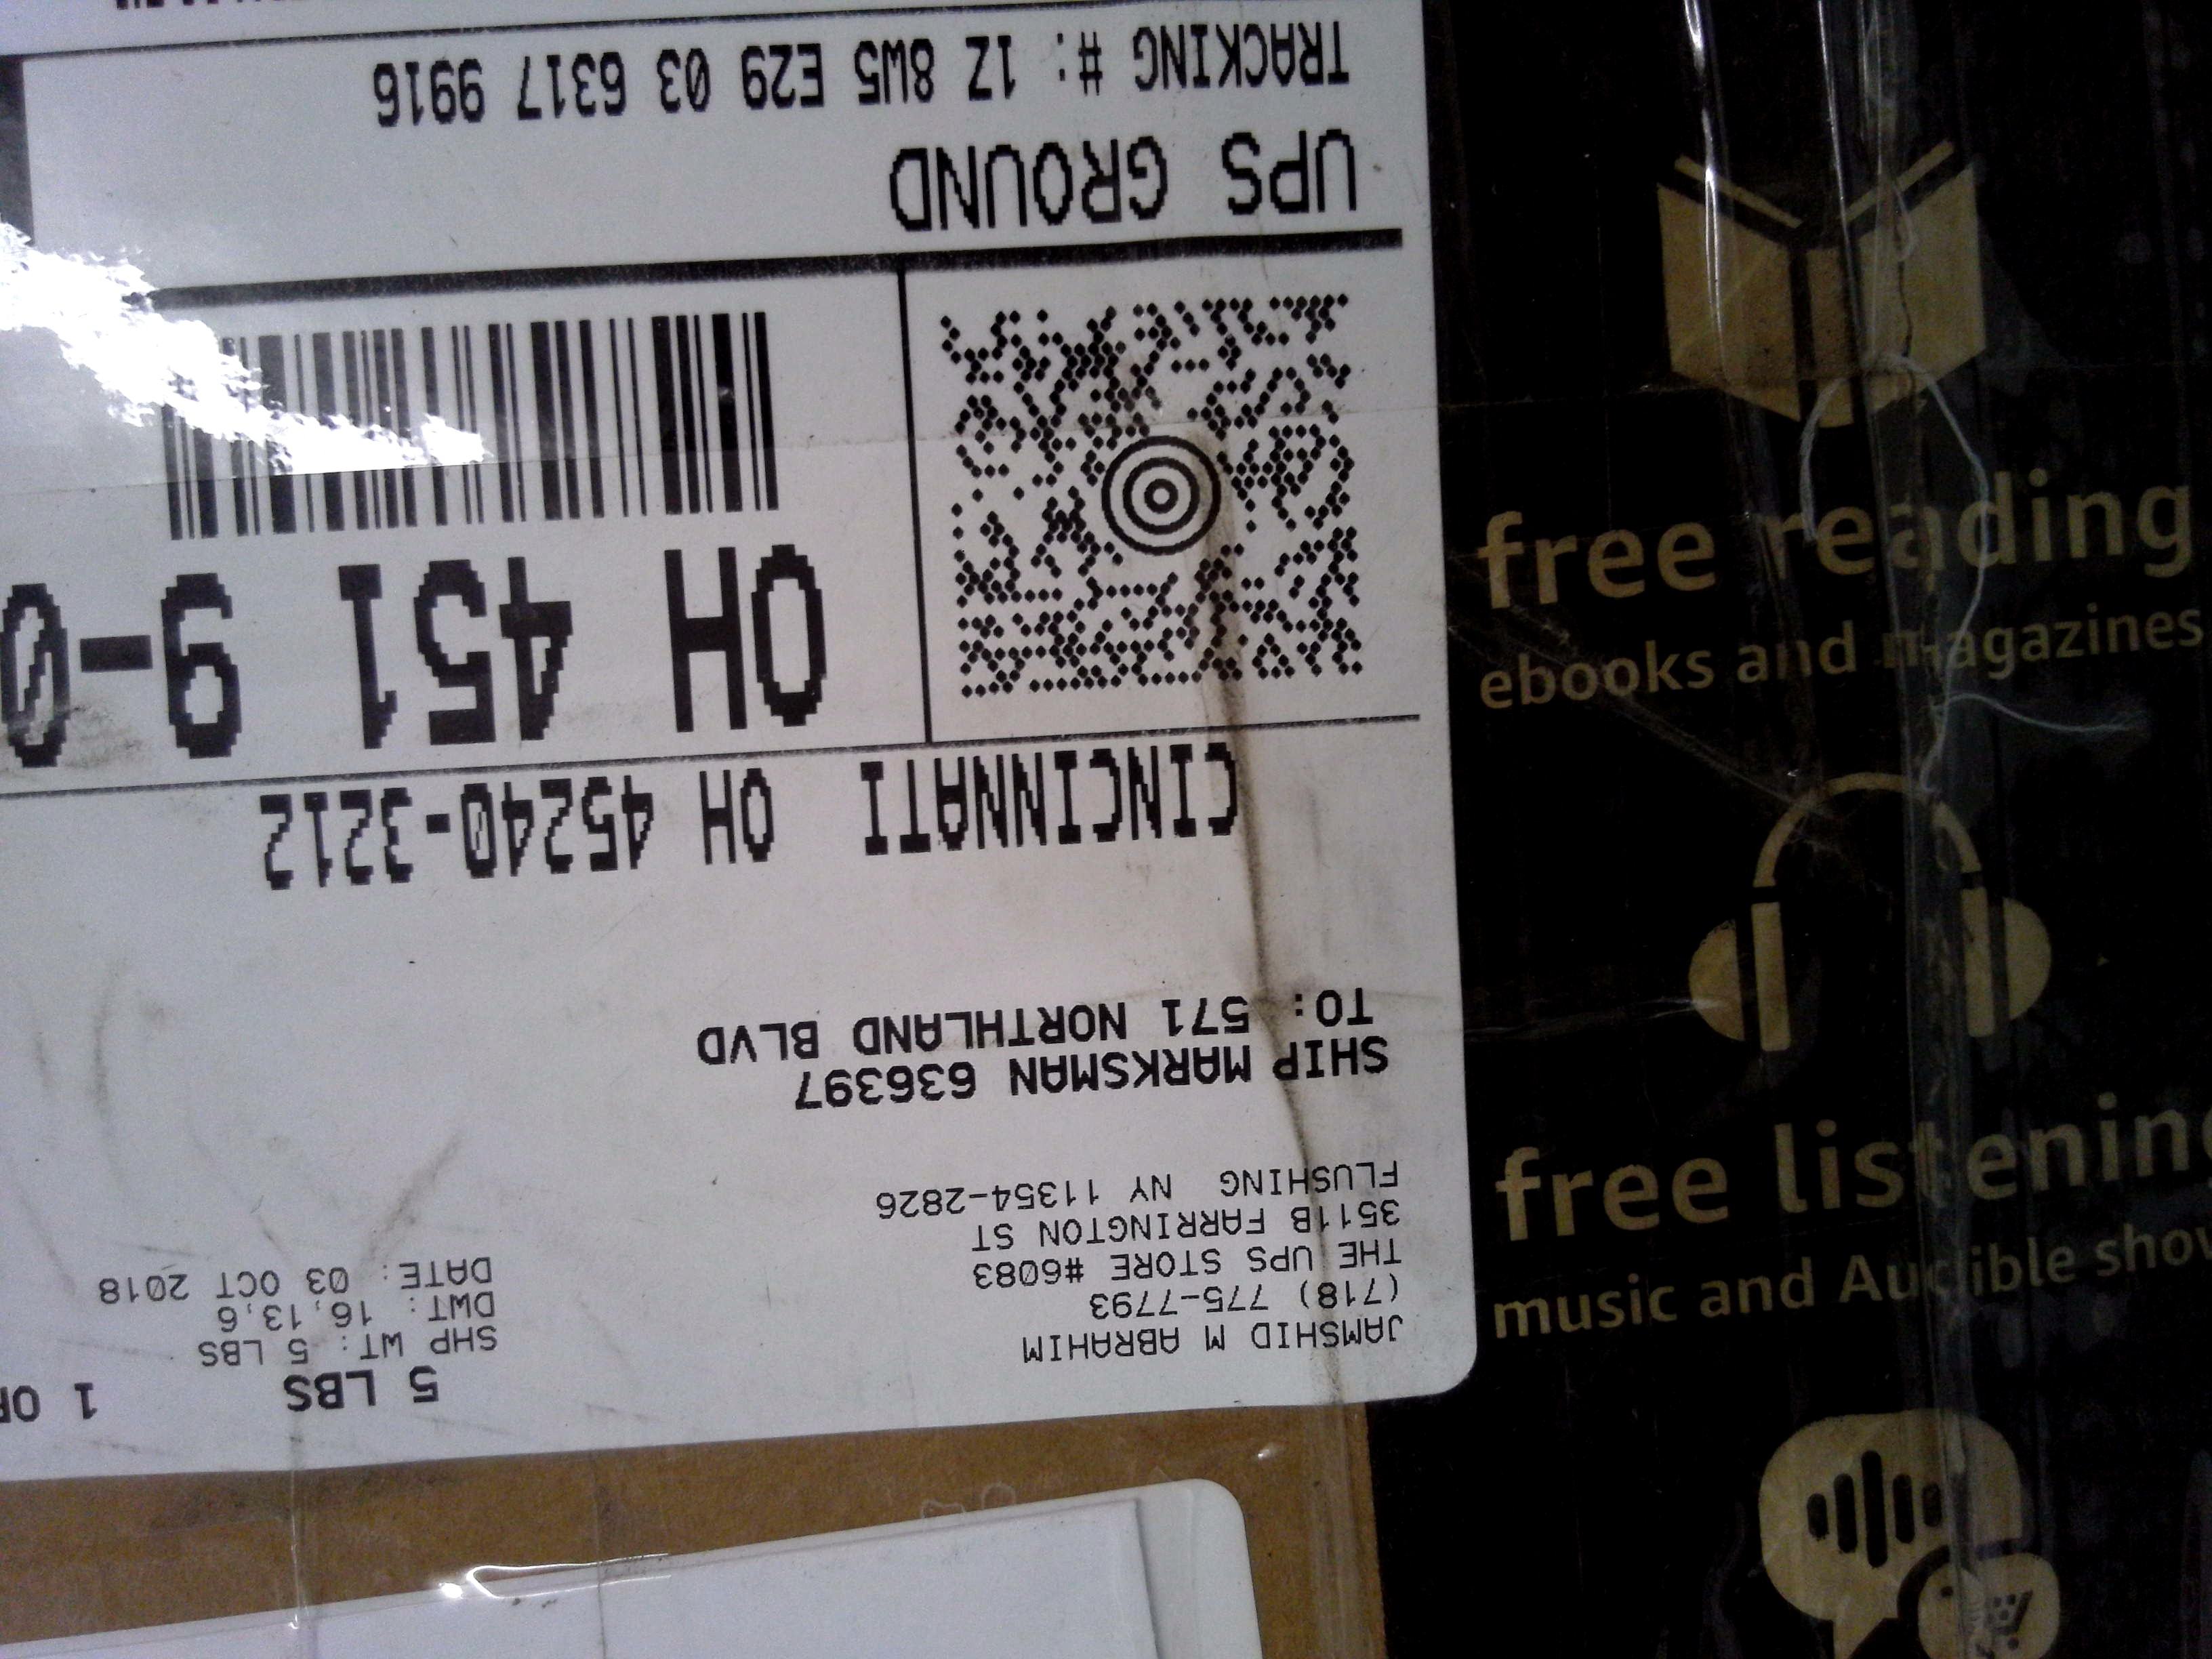 5 LBS
1 OF
JAMSHID M ABRAHIM
(718) 775-7793
THE UPS STORE #6083
3511B FARRINGTON ST
FLUSHING NY 11354-2826
SHP WT: 5 LBS
DWT: 16,13,6
DATE: 03 OCT 2018
SHIP MARKSMAN 636397
TO: 571 NORTHLAND BLVD
CINCINNATI OH 45240-3212
OH 451 9-0
UPS GROUND
TRACKING #: 1Z 8W5 E29 03 6317 9916
free reading
ebooks and magazines
free listening
music and Audible show